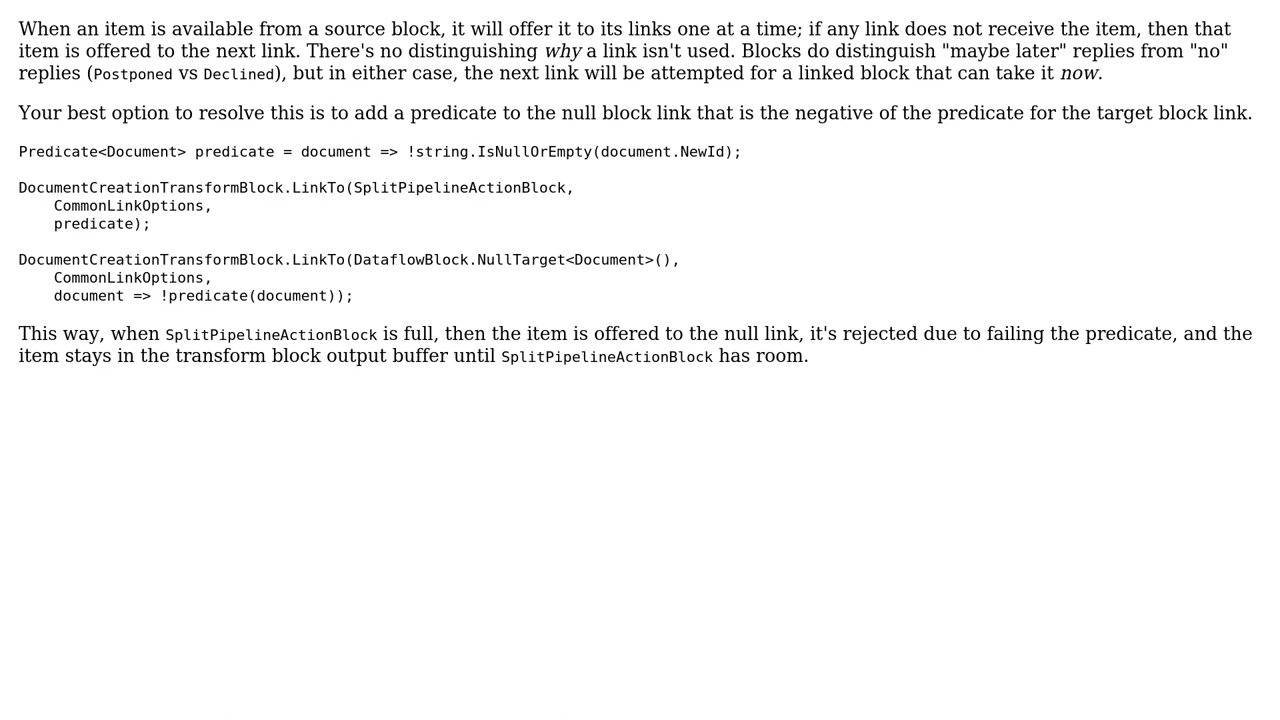 When an item is available from a source block, it will offer it to its links one at a time; if any link does not receive the item, then that
item is offered to the next link. There's no distinguishing why a link isn't used. Blocks do distinguish "maybe later" replies from "no"
replies (Postponed vs Declined), but in either case, the next link will be attempted for a linked block that can take it now.
Your best option to resolve this is to add a predicate to the null block link that is the negative of the predicate for the target block link.
Predicate<Document> predicate = document => !string.IsNullOrEmpty(document.NewId);
DocumentCreationTransformBlock.LinkTo(SplitPipelineActionBlock,
    CommonLinkOptions,
    predicate);
DocumentCreationTransformBlock.LinkTo(DataflowBlock.NullTarget<Document>(),
    CommonLinkOptions,
    document => !predicate(document));
This way, when SplitPipelineActionBlock is full, then the item is offered to the null link, it's rejected due to failing the predicate, and the
item stays in the transform block output buffer until SplitPipelineActionBlock has room.